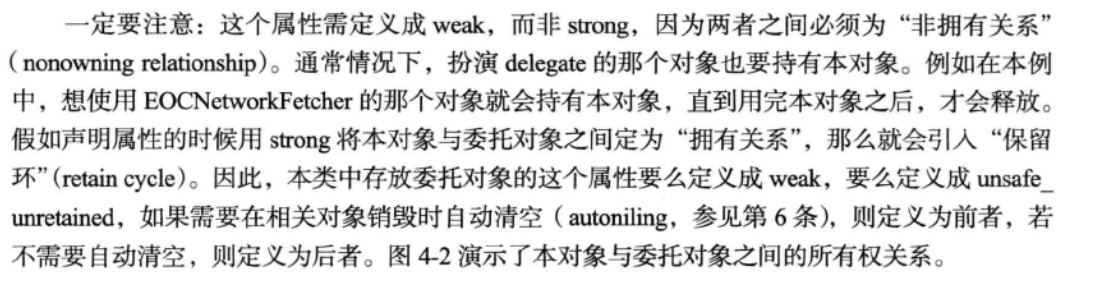 一定要注意：这个属性需定义成 weak，而非 strong，因为两者之间必须为“非拥有关系”
（nonowning relationship）。通常情况下，扮演 delegate 的那个对象也要持有本对象。例如在本例
中，想使用 EOCNetworkFetcher 的那个对象就会持有本对象，直到用完本对象之后，才会释放。
假如声明属性的时候用 strong 将本对象与委托对象之间定为“拥有关系”，那么就会引入“保留
环”（retain cycle）。因此，本类中存放委托对象的这个属性要么定义成 weak，要么定义成 unsafe_
unretained，如果需要在相关对象销毁时自动清空（autoniling，参见第 6 条），则定义为前者，若
不需要自动清空，则定义为后者。图 4-2 演示了本对象与委托对象之间的所有权关系。